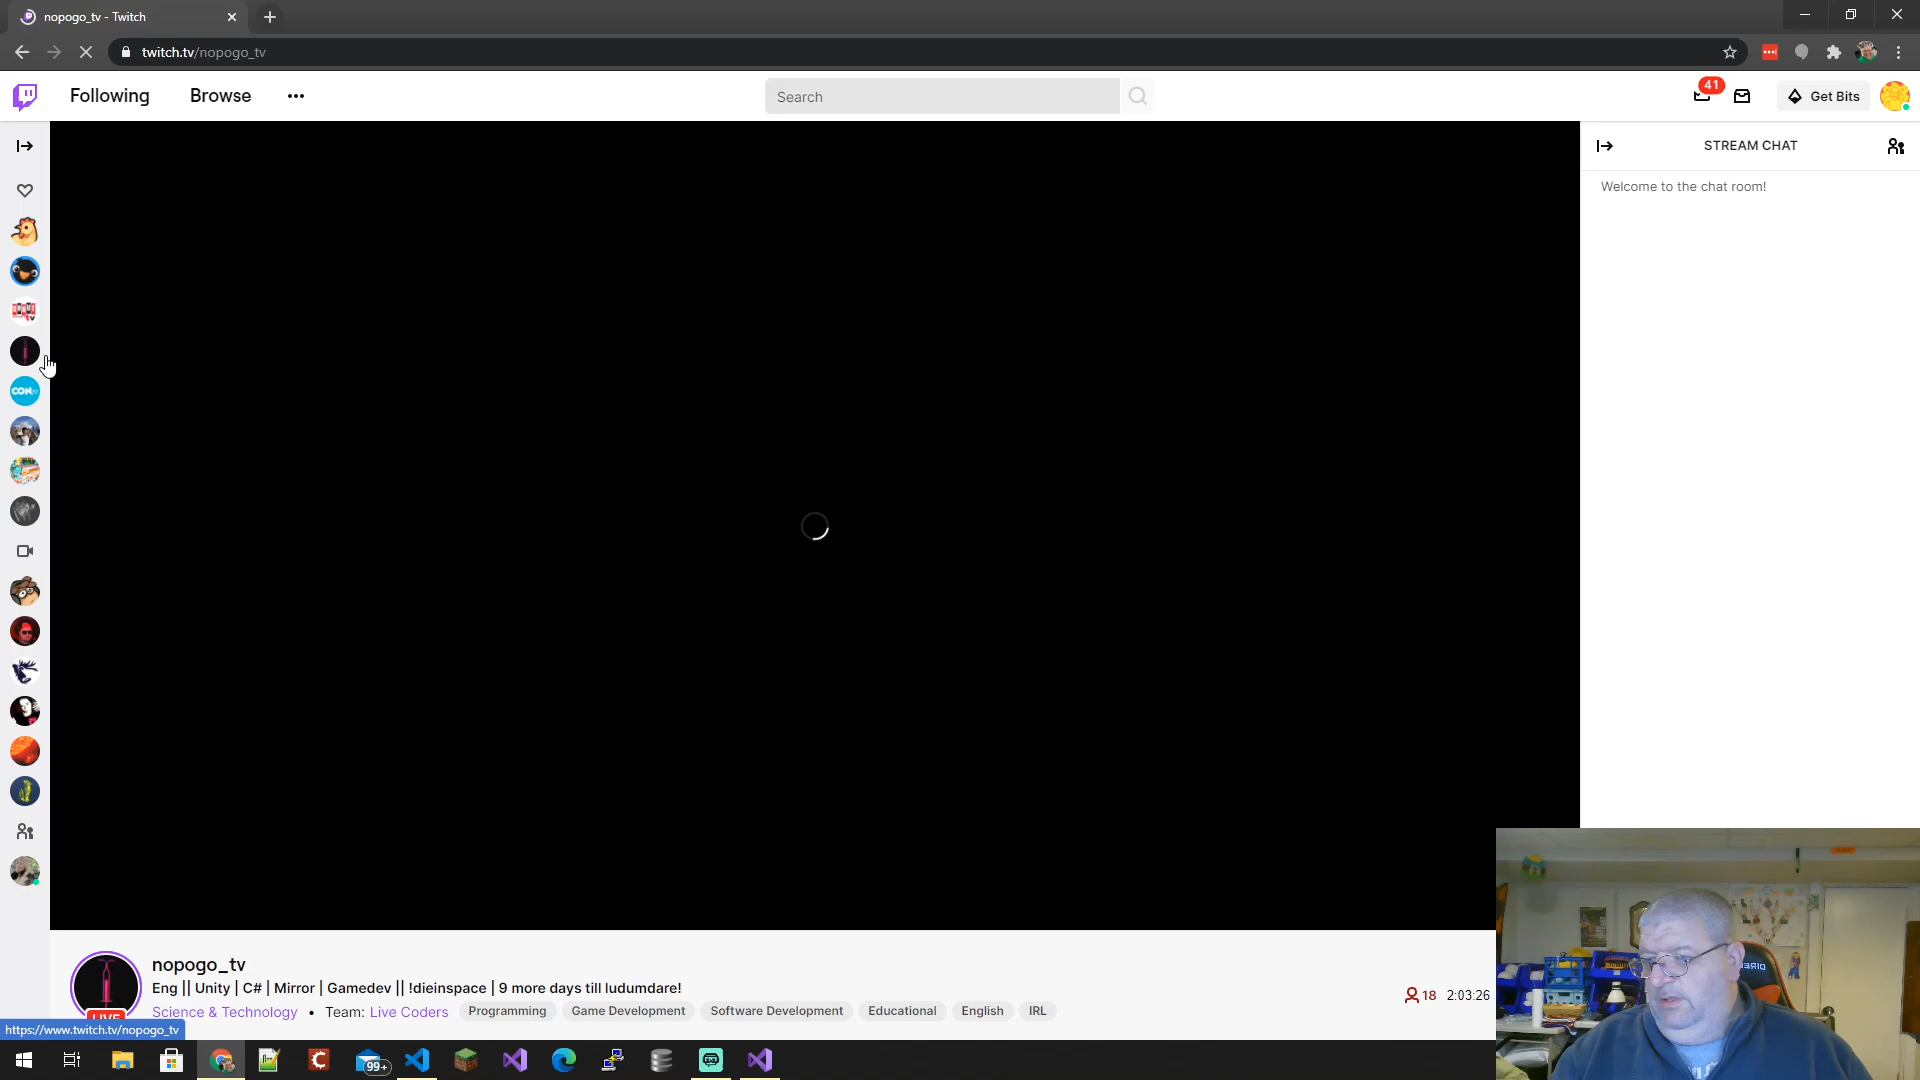 nopogo_tv - Twitch
twitch.tv/nopogo_tv
Following
Browse
Search
41
Get Bits
STREAM CHAT
Welcome to the chat room!
CON
nopogo_tv
Eng || Unity | C# | Mirror | Gamedev || !dieinspace | 9 more days till ludumdare!
LIVE
Science & Technology • Team: Live Coders Programming Game Development Software Development Educational English IRL
18 2:03:26
https://www.twitch.tv/nopogo_tv
99+